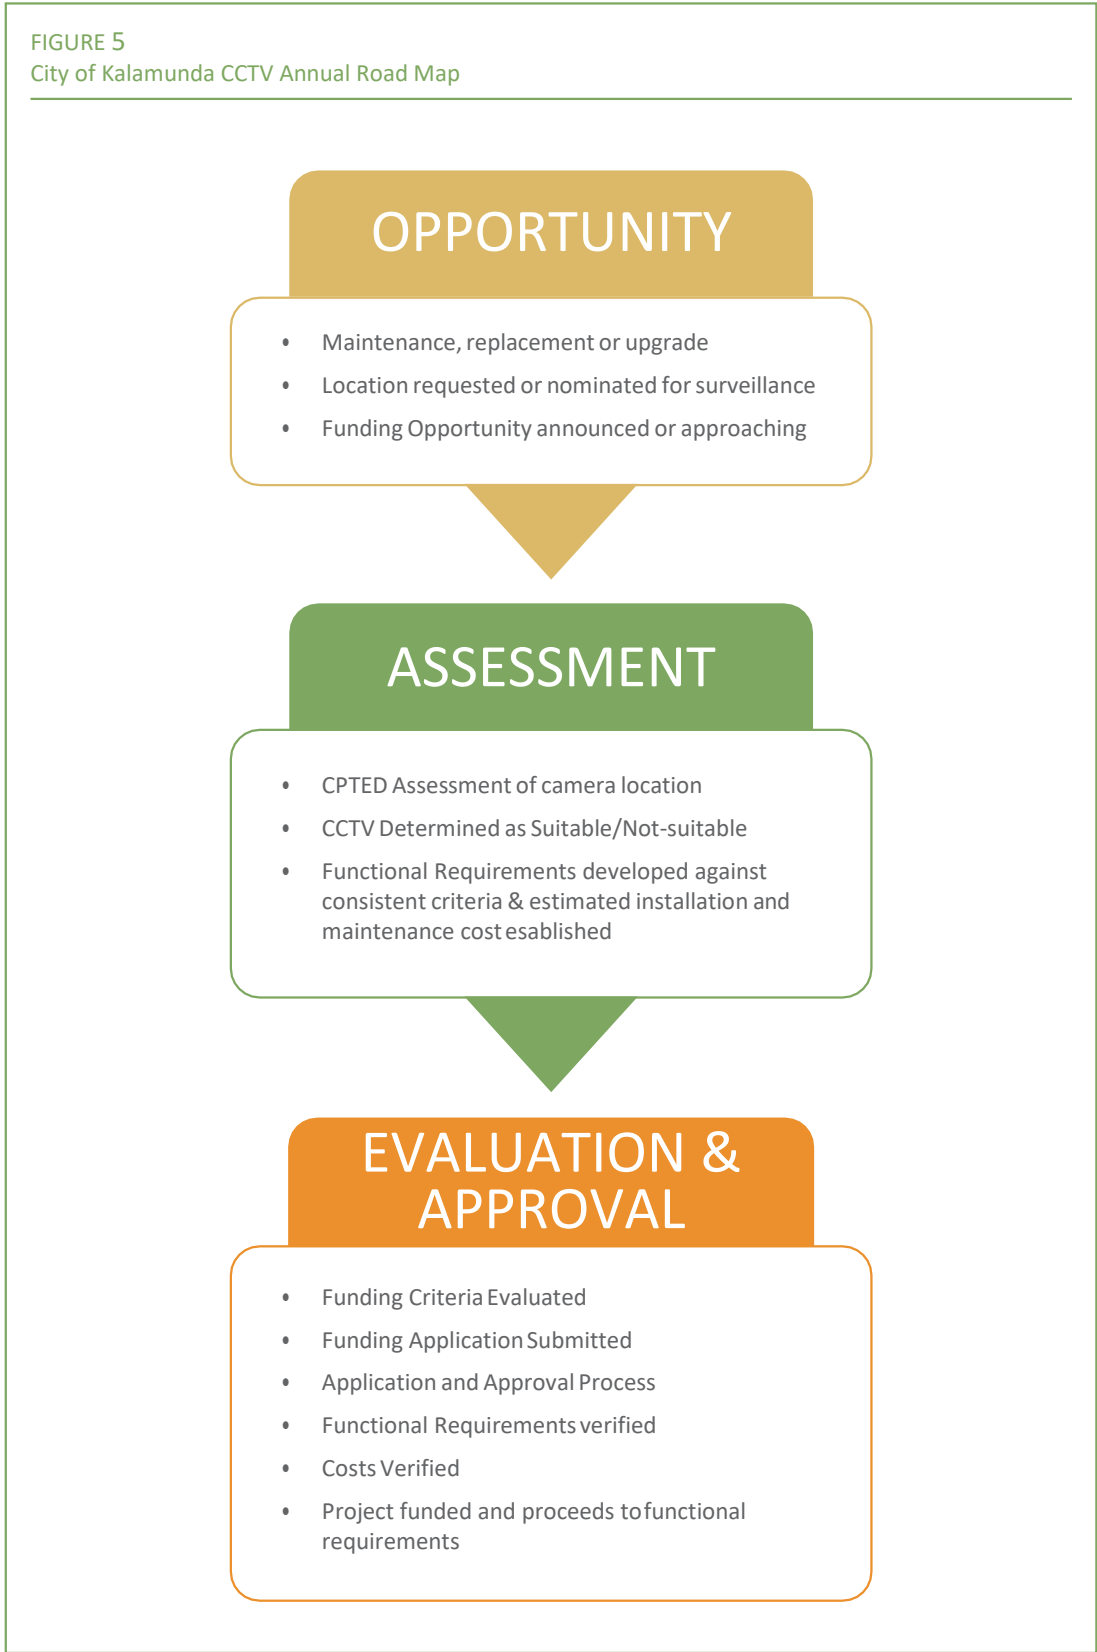 FIGURE 5
City of Kalamunda CCTV Annual Road Map
OPPORTUNITY
• Maintenance, replacement or upgrade
• Location requested or nominated for surveillance
• Funding Opportunity announced or approaching
ASSESSMENT
• CPTED Assessment of camera location
• CCTV Determined as Suitable/Not-suitable
• Functional Requirements developed against
consistent criteria & estimated installation and
maintenance cost esablished
EVALUATION &
APPROVAL
• Funding Criteria Evaluated
• Funding Application Submitted
• Application and Approval Process
• Functional Requirements verified
• Costs Verified
• Project funded and proceeds tofunctional
requirements